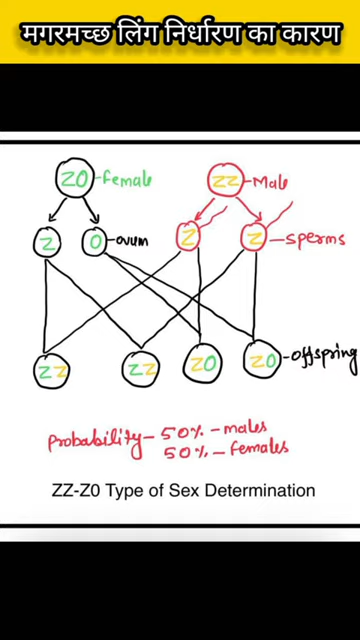 मगरमच्छ लिंग निर्धारण का कारण
ZO - female
ZZ - Male
Z O - ovum Z Z - sperms
ZZ ZZ ZO ZO - offspring
Probability - 50% - males
50% - females
ZZ-Z0 Type of Sex Determination